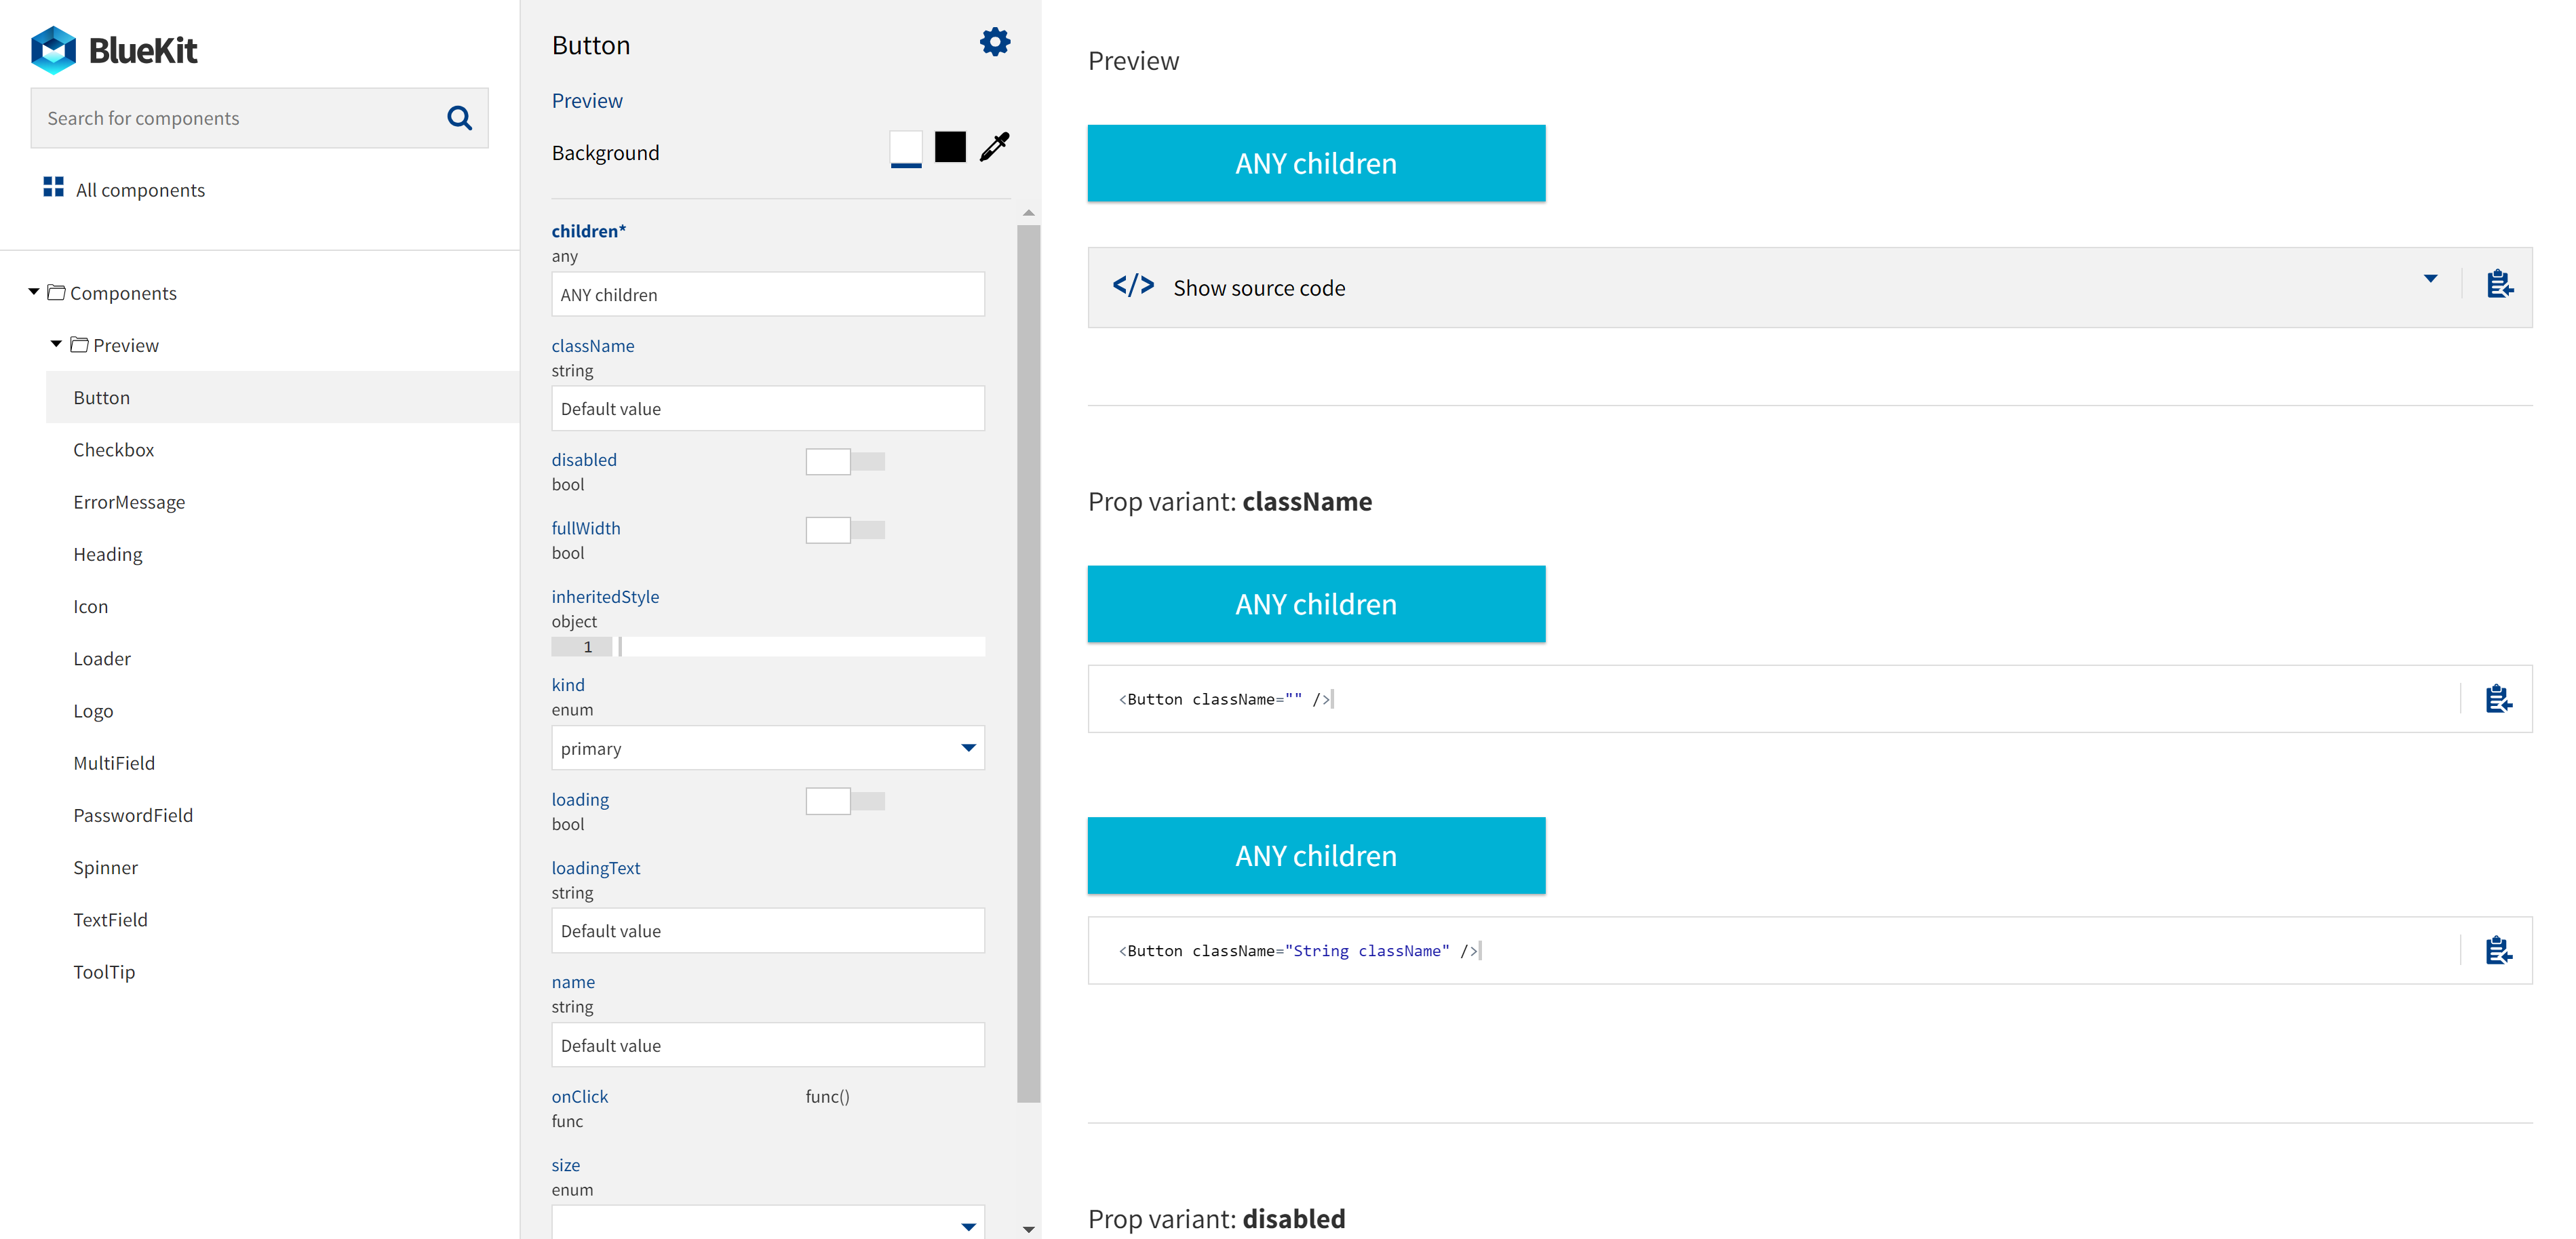 BlueKit
Search for components
All components
Components
Preview
Button
Checkbox
ErrorMessage
Heading
Icon
Loader
Logo
MultiField
PasswordField
Spinner
TextField
ToolTip
Button
Preview
Background
children*
any
ANY children
className
string
Default value
disabled
bool
fullWidth
bool
inheritedStyle
object
1
kind
enum
primary
loading
bool
loadingText
string
Default value
name
string
Default value
onClick func()
func
size
enum
Preview
ANY children
</> Show source code
Prop variant: className
ANY children
<Button className="" />
ANY children
<Button className="String className" />
Prop variant: disabled